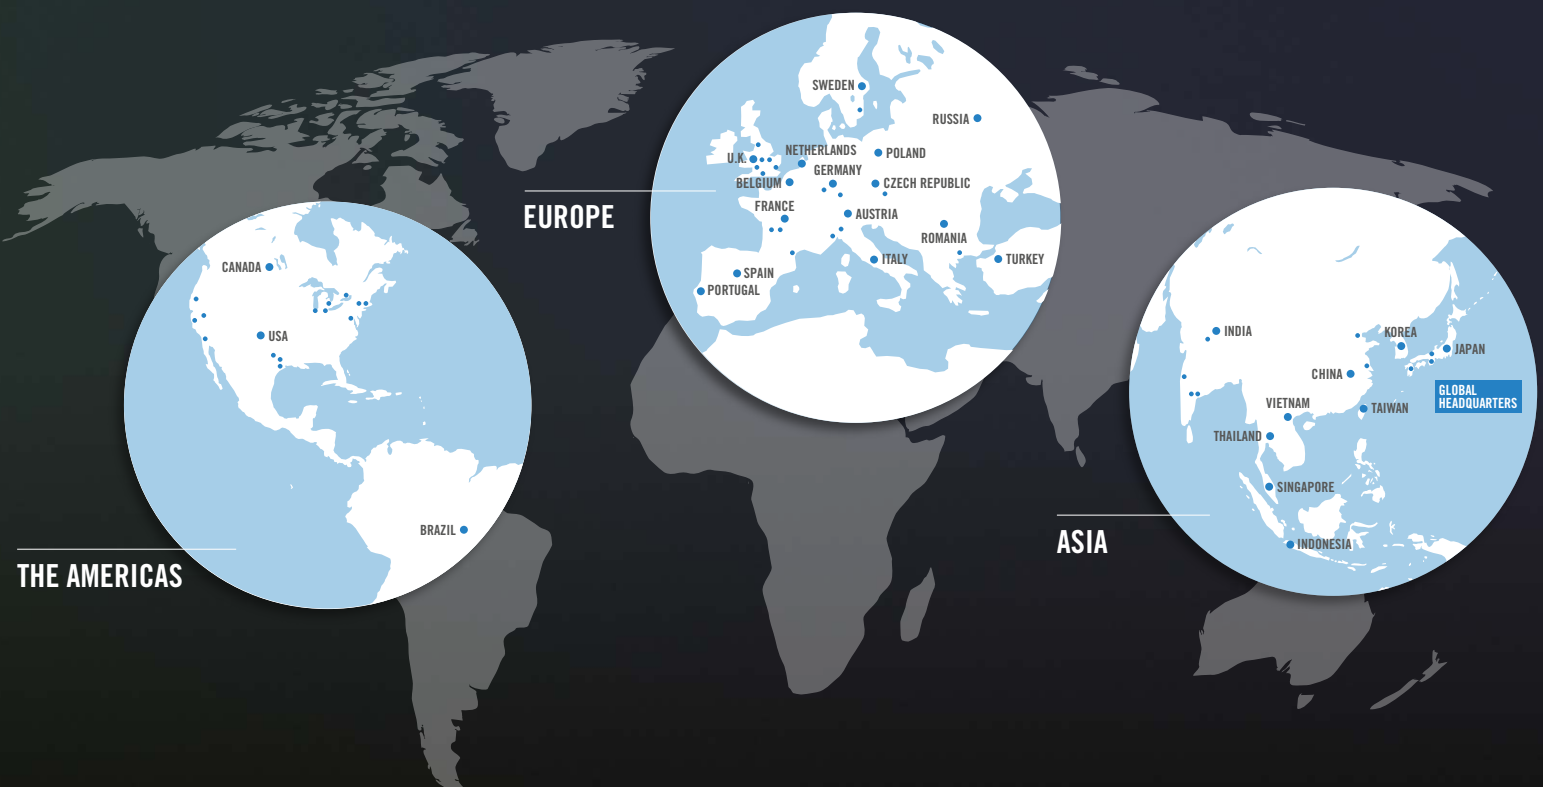 THE AMERICAS
CANADA
USA
BRAZIL
EUROPE
SWEDEN
RUSSIA
U.K.
NETHERLANDS
POLAND
GERMANY
BELGIUM
CZECH REPUBLIC
FRANCE
AUSTRIA
ROMANIA
ITALY
TURKEY
SPAIN
PORTUGAL
ASIA
INDIA
KOREA
JAPAN
CHINA
GLOBAL
HEADQUARTERS
VIETNAM
TAIWAN
THAILAND
SINGAPORE
INDONESIA